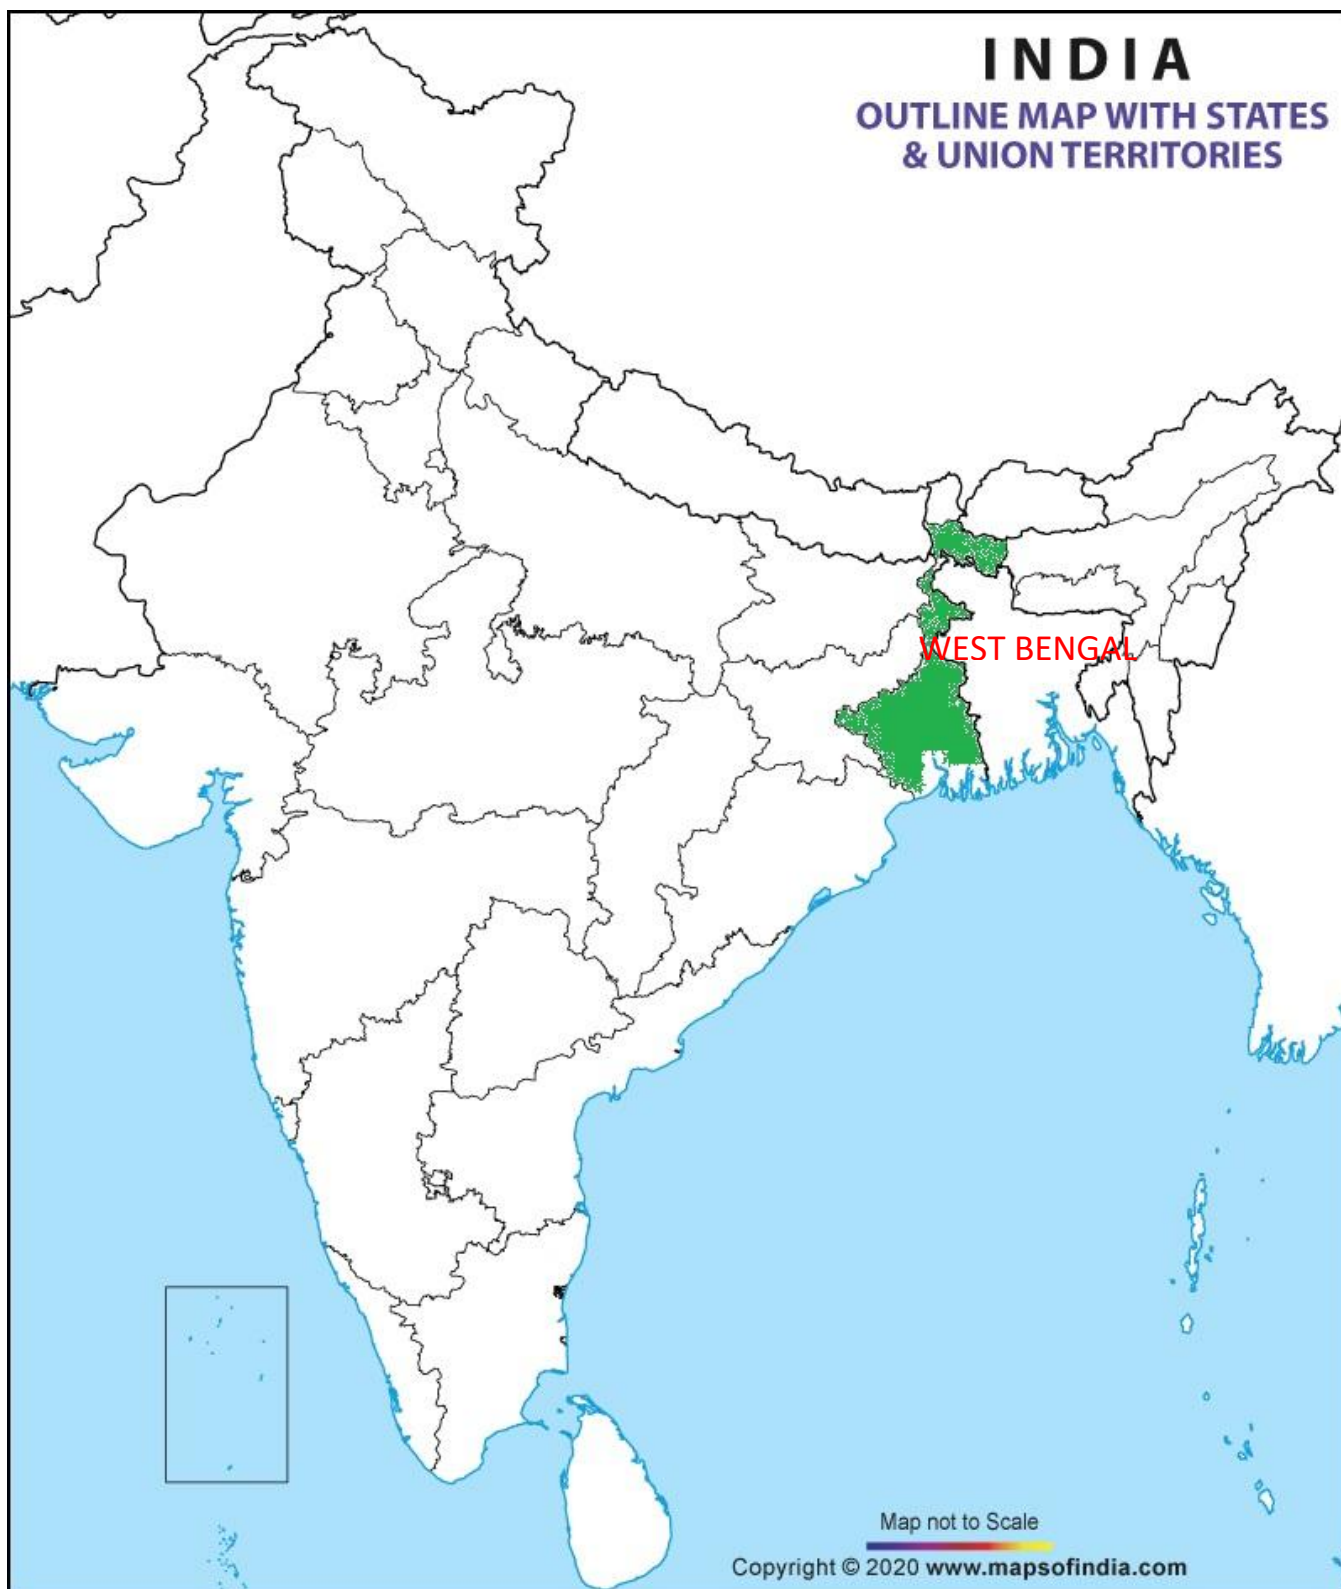 INDIA
OUTLINE MAP WITH STATES
& UNION TERRITORIES
WEST BENGAL
Map not to Scale
Copyright © 2020 www.mapsofindia.com